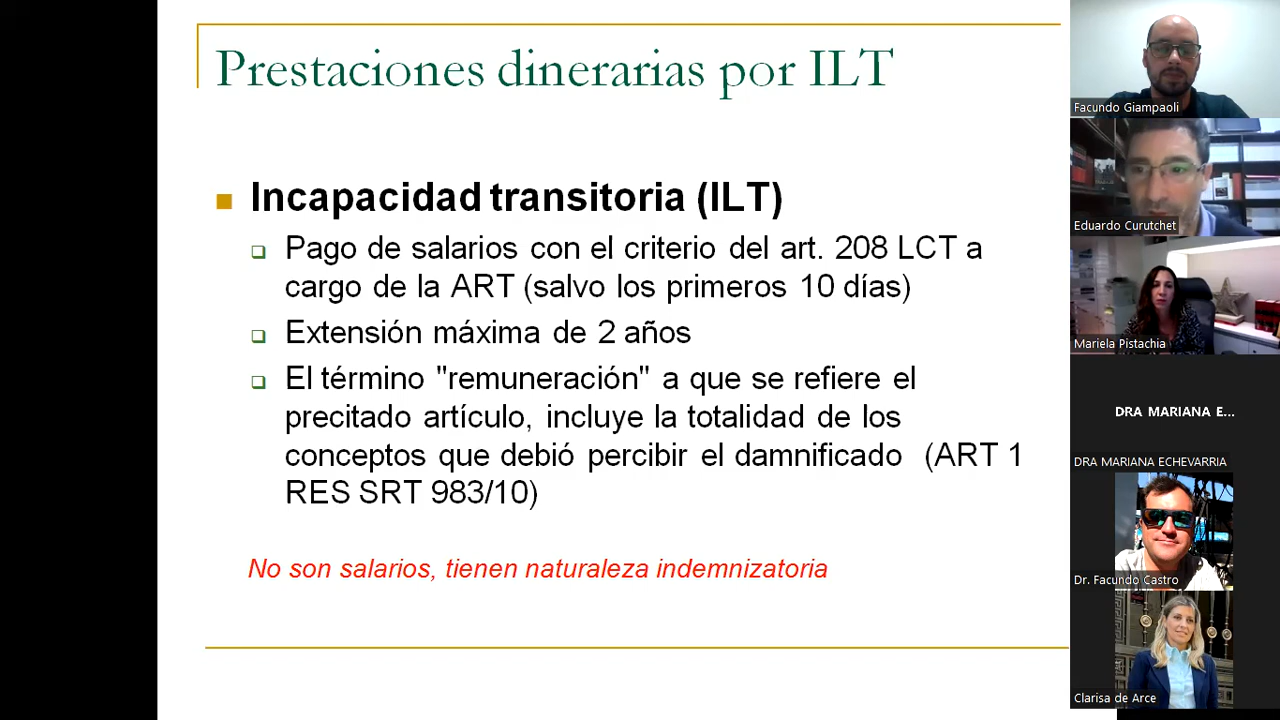 Prestaciones dinerarias por ILT
Incapacidad transitoria (ILT)
Pago de salarios con el criterio del art. 208 LCT a
cargo de la ART (salvo los primeros 10 días)
Extensión máxima de 2 años
El término "remuneración" a que se refiere el
precitado artículo, incluye la totalidad de los
conceptos que debió percibir el damnificado (ART 1
RES SRT 983/10)
No son salarios, tienen naturaleza indemnizatoria
Facundo Giampaoli
Eduardo Curutchet
Mariela Pistachia
DRA MARIANA E...
DRA MARIANA ECHEVARRIA
Dr. Facundo Castro
Clarisa de Arce